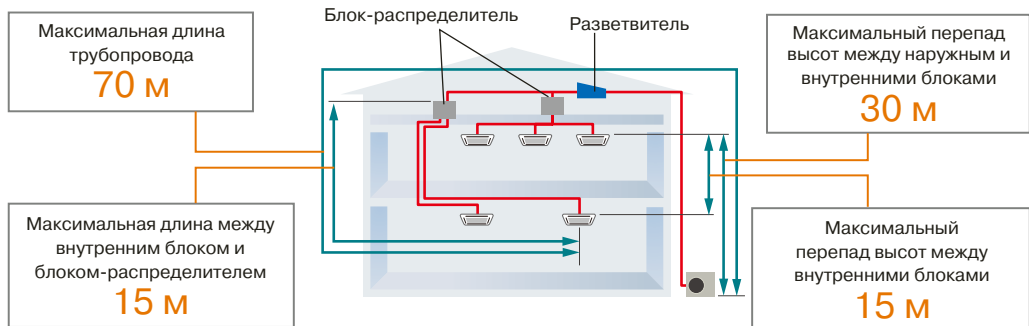 Максимальная длина
трубопровода
70 м
Блок-распределитель
Разветвитель
Максимальный перепад
высот между наружным и
внутренними блоками
30 м
Максимальная длина между
внутренним блоком и
блоком-распределителем
15 м
Максимальный
перепад высот между
внутренними блоками
15 м